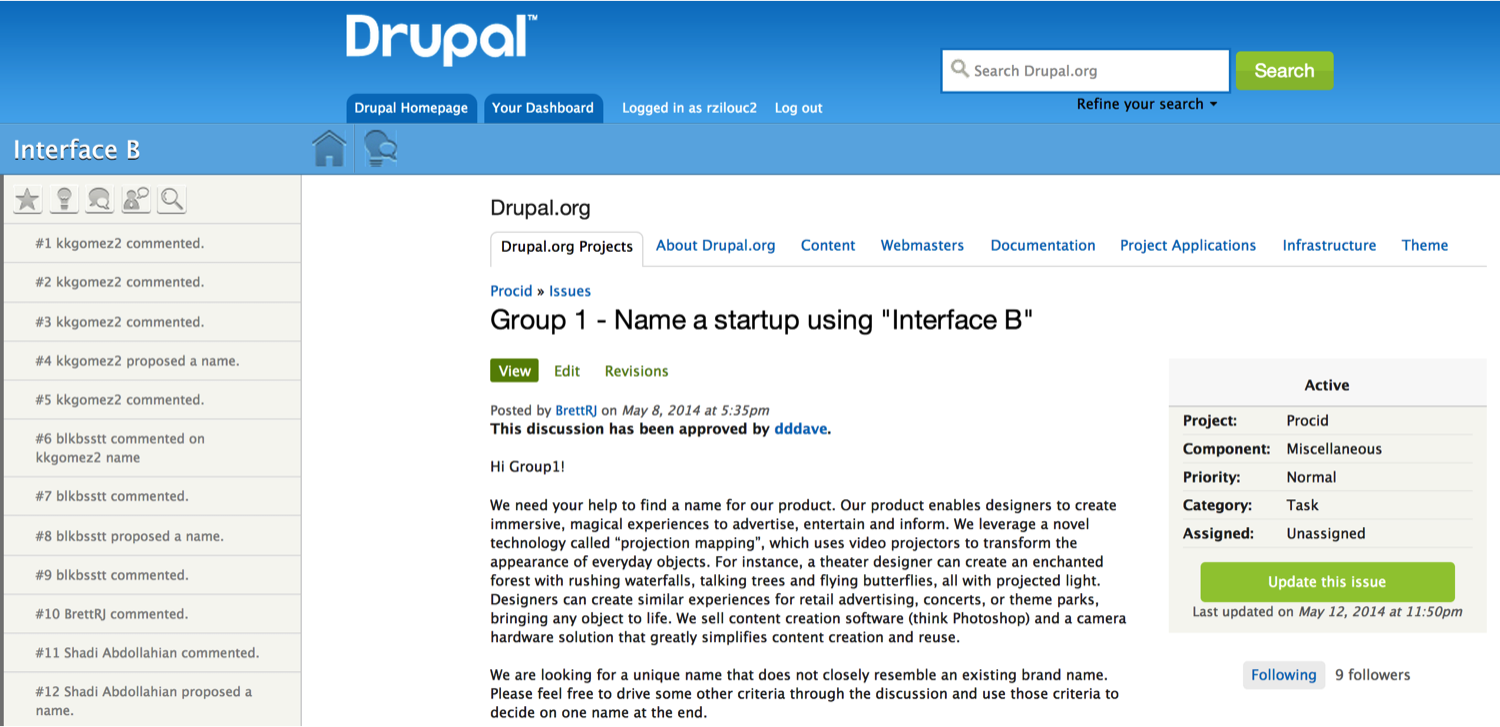 Drupal™
Search Drupal.org
Search
Refine your search
Drupal Homepage
Your Dashboard
Logged in as rzilouc2
Log out
Interface B
#1 kkgomez2 commented.
#2 kkgomez2 commented.
#3 kkgomez2 commented.
#4 kkgomez2 proposed a name.
#5 kkgomez2 commented.
#6 blkbsstt commented on
kkgomez2 name
#7 blkbsstt commented.
#8 blkbsstt proposed a name.
#9 blkbsstt commented.
#10 BrettRJ commented.
#11 Shadi Abdollahian commented.
#12 Shadi Abdollahian proposed a
name.
Drupal.org
Drupal.org Projects
About Drupal.org
Content
Webmasters
Documentation
Project Applications
Infrastructure
Theme
Procid » Issues
Group 1 - Name a startup using "Interface B"
View
Edit
Revisions
Posted by BrettRJ on May 8, 2014 at 5:35pm
This discussion has been approved by dddave.
Hi Group1!
We need your help to find a name for our product. Our product enables designers to create
immersive, magical experiences to advertise, entertain and inform. We leverage a novel
technology called “projection mapping”, which uses video projectors to transform the
appearance of everyday objects. For instance, a theater designer can create an enchanted
forest with rushing waterfalls, talking trees and flying butterflies, all with projected light.
Designers can create similar experiences for retail advertising, concerts, or theme parks,
bringing any object to life. We sell content creation software (think Photoshop) and a camera
hardware solution that greatly simplifies content creation and reuse.
We are looking for a unique name that does not closely resemble an existing brand name.
Please feel free to drive some other criteria through the discussion and use those criteria to
decide on one name at the end.
Active
Project: Procid
Component: Miscellaneous
Priority: Normal
Category: Task
Assigned: Unassigned
Update this issue
Last updated on May 12, 2014 at 11:50pm
Following 9 followers